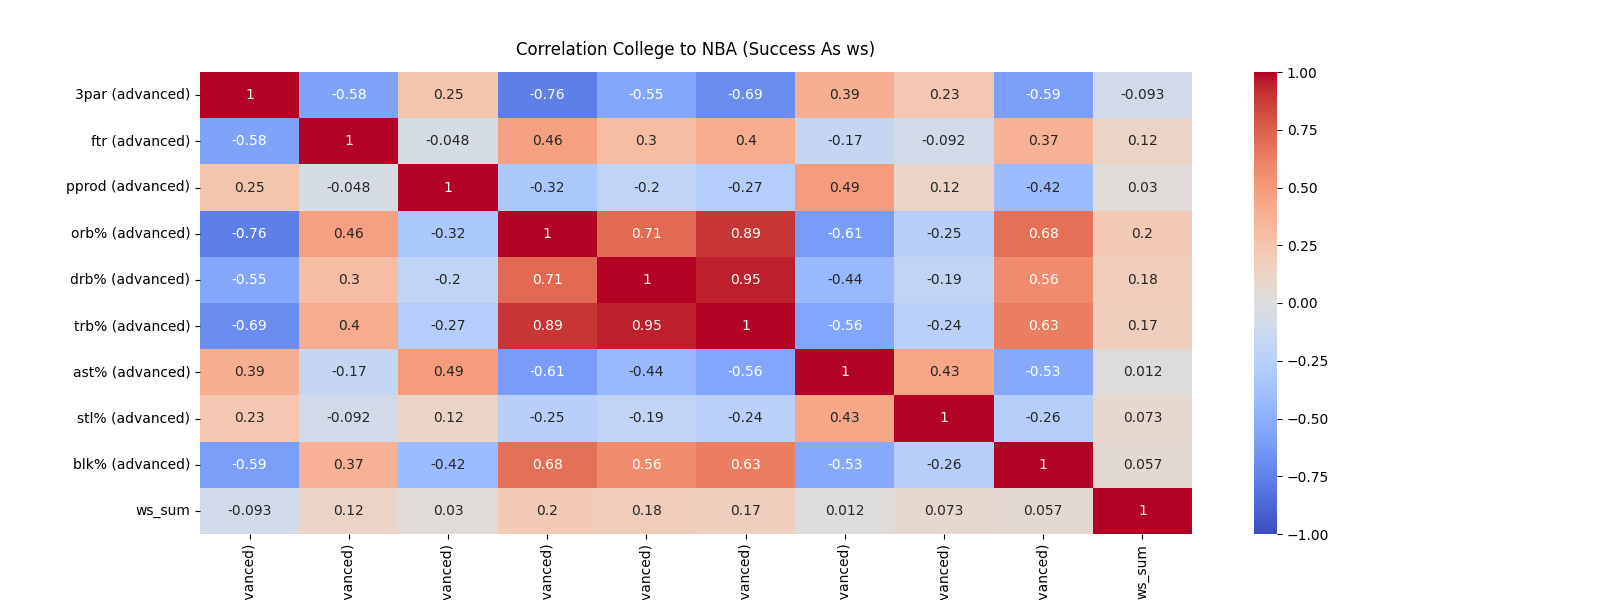 Correlation College to NBA (Success As ws)
3par (advanced) 1 -0.58 0.25 -0.76 -0.55 -0.69 0.39 0.23 -0.59 -0.093
ftr (advanced) -0.58 1 -0.048 0.46 0.3 0.4 -0.17 -0.092 0.37 0.12
pprod (advanced) 0.25 -0.048 1 -0.32 -0.2 -0.27 0.49 0.12 -0.42 0.03
orb% (advanced) -0.76 0.46 -0.32 1 0.71 0.89 -0.61 -0.25 0.68 0.2
drb% (advanced) -0.55 0.3 -0.2 0.71 1 0.95 -0.44 -0.19 0.56 0.18
trb% (advanced) -0.69 0.4 -0.27 0.89 0.95 1 -0.56 -0.24 0.63 0.17
ast% (advanced) 0.39 -0.17 0.49 -0.61 -0.44 -0.56 1 0.43 -0.53 0.012
stl% (advanced) 0.23 -0.092 0.12 -0.25 -0.19 -0.24 0.43 1 -0.26 0.073
blk% (advanced) -0.59 0.37 -0.42 0.68 0.56 0.63 -0.53 -0.26 1 0.057
ws_sum -0.093 0.12 0.03 0.2 0.18 0.17 0.012 0.073 0.057 1
vanced) vanced) vanced) vanced) vanced) vanced) vanced) vanced) vanced) ws_sum
1.00
0.75
0.50
0.25
0.00
−0.25
−0.50
−0.75
−1.00